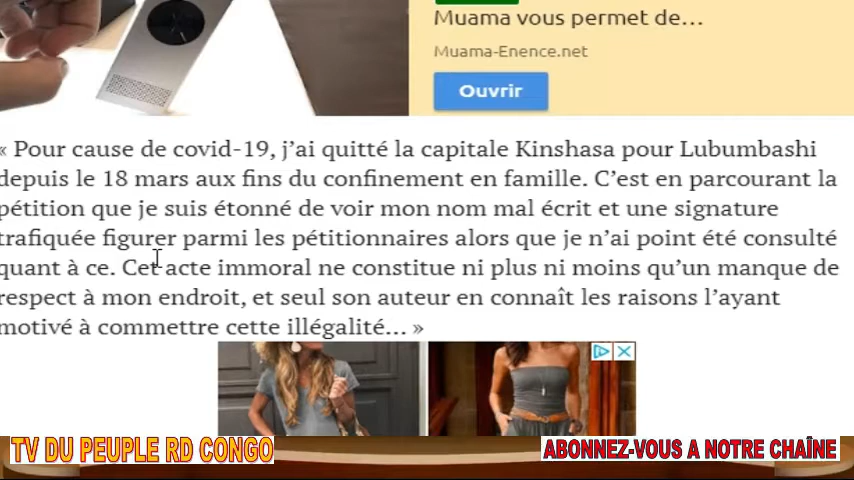 Muama vous permet de...
Muama-Enence.net
Ouvrir
« Pour cause de covid-19, j'ai quitté la capitale Kinshasa pour Lubumbashi
depuis le 18 mars aux fins du confinement en famille. C'est en parcourant la
pétition que je suis étonné de voir mon nom mal écrit et une signature
trafiquée figurer parmi les pétitionnaires alors que je n'ai point été consulté
quant à ce. Cet acte immoral ne constitue ni plus ni moins qu'un manque de
respect à mon endroit, et seul son auteur en connaît les raisons l'ayant
motivé à commettre cette illégalité... »
TV DU PEUPLE RD CONGO
ABONNEZ-VOUS A NOTRE CHAÎNE